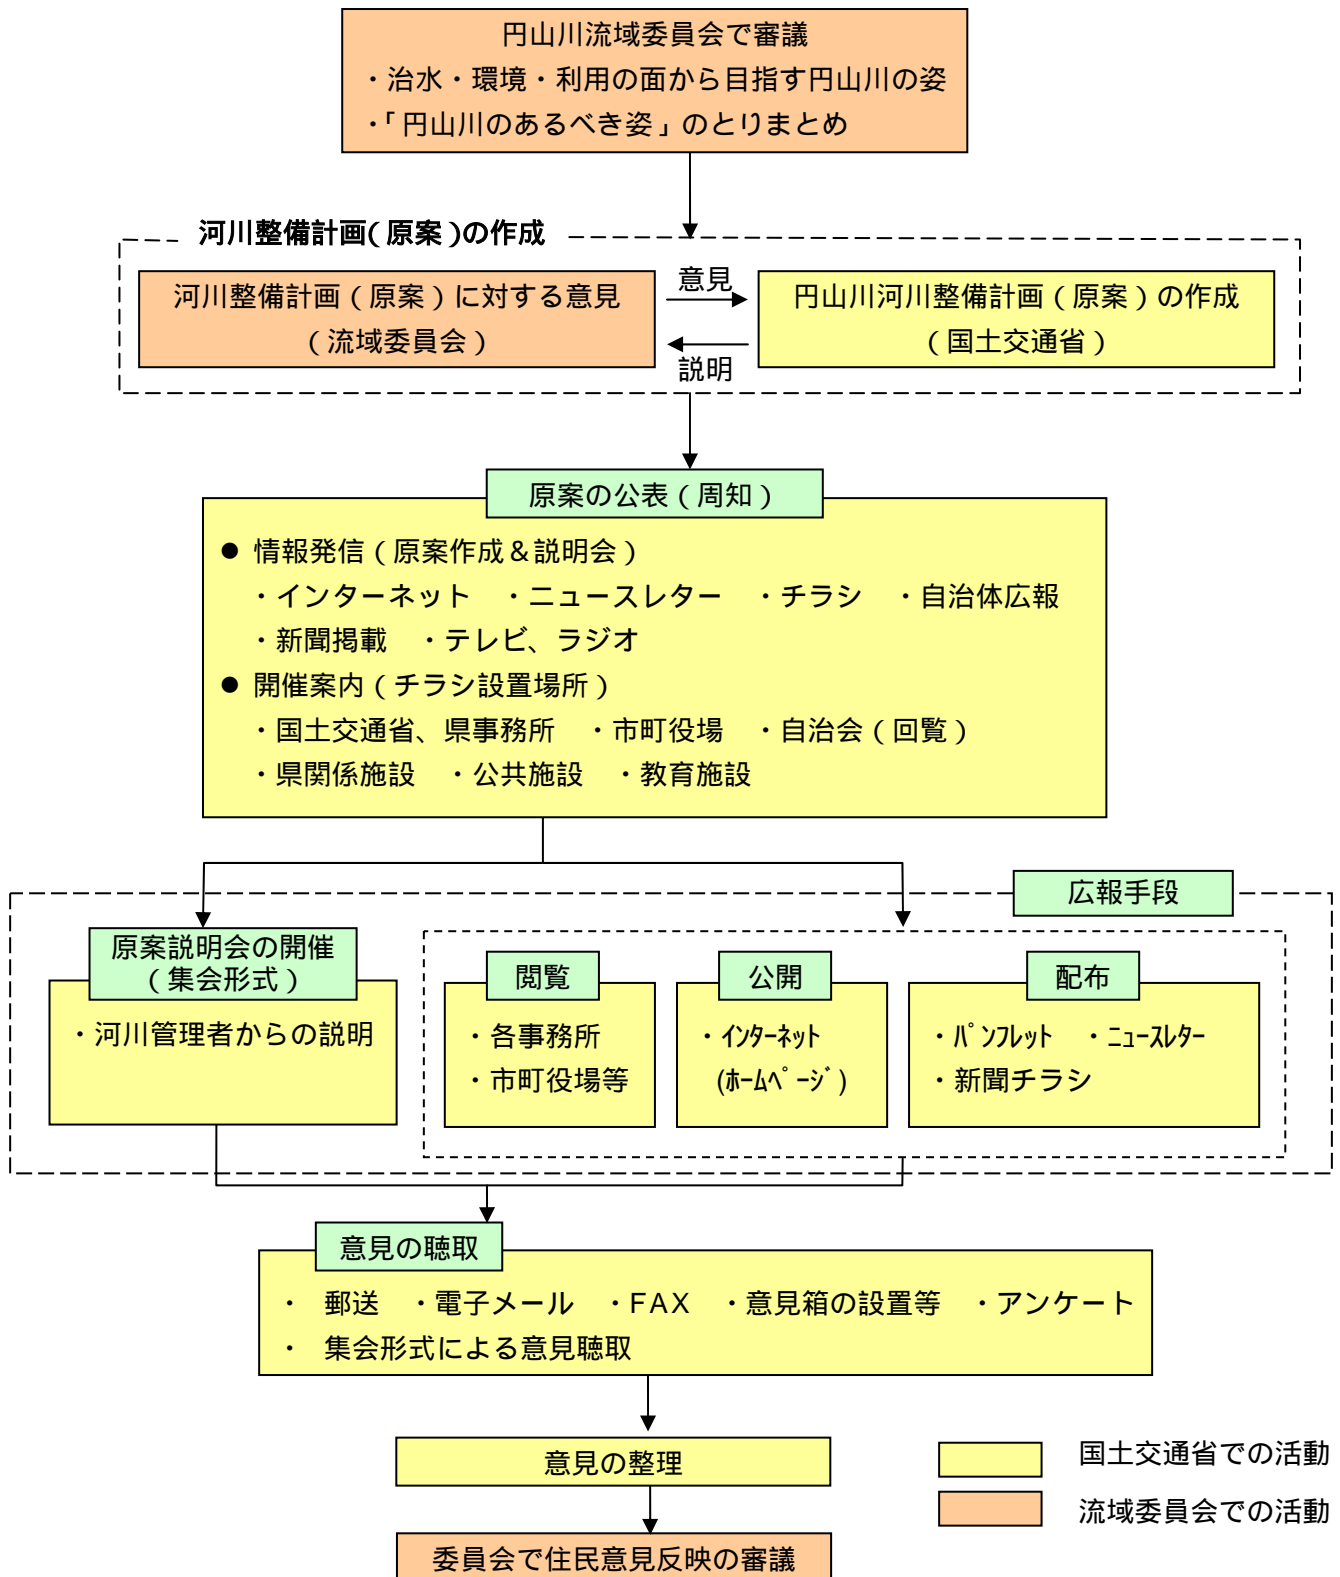 円山川流域委員会で審議
・治水・環境・利用の面から目指す円山川の姿
・「円山川のあるべき姿」のとりまとめ
河川整備計画(原案)の作成
河川整備計画(原案)に対する意見
(流域委員会)
意見
説明
円山川河川整備計画(原案)の作成
(国土交通省)
原案の公表(周知)
● 情報発信(原案作成&説明会)
・インターネット ・ニュースレター ・チラシ ・自治体広報
・新聞掲載 ・テレビ、ラジオ
● 開催案内(チラシ設置場所)
・国土交通省、県事務所 ・市町役場 ・自治会(回覧)
・県関係施設 ・公共施設 ・教育施設
広報手段
原案説明会の開催
(集会形式)
・河川管理者からの説明
閲覧
・各事務所
・市町役場等
公開
・インターネット
(ホームページ)
配布
・パンフレット ・ニュースレター
・新聞チラシ
意見の聴取
・ 郵送 ・電子メール ・FAX ・意見箱の設置等 ・アンケート
・ 集会形式による意見聴取
意見の整理
委員会で住民意見反映の審議
国土交通省での活動
流域委員会での活動